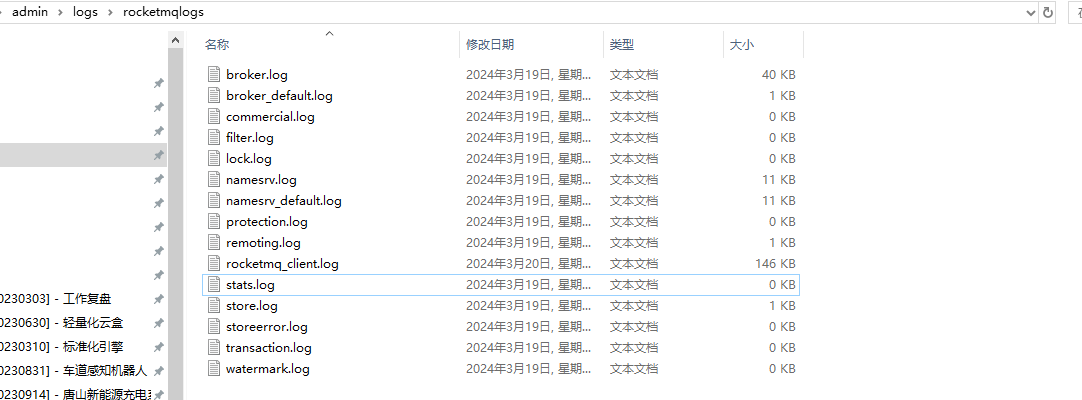 admin > logs > rocketmqlogs
名称 修改日期 类型 大小
broker.log 2024年3月19日, 星期... 文本文档 40 KB
broker_default.log 2024年3月19日, 星期... 文本文档 1 KB
commercial.log 2024年3月19日, 星期... 文本文档 0 KB
filter.log 2024年3月19日, 星期... 文本文档 0 KB
lock.log 2024年3月19日, 星期... 文本文档 0 KB
namesrv.log 2024年3月19日, 星期... 文本文档 11 KB
namesrv_default.log 2024年3月19日, 星期... 文本文档 11 KB
protection.log 2024年3月19日, 星期... 文本文档 0 KB
remoting.log 2024年3月19日, 星期... 文本文档 1 KB
rocketmq_client.log 2024年3月20日, 星期... 文本文档 146 KB
stats.log 2024年3月19日, 星期... 文本文档 0 KB
store.log 2024年3月19日, 星期... 文本文档 1 KB
storeerror.log 2024年3月19日, 星期... 文本文档 0 KB
transaction.log 2024年3月19日, 星期... 文本文档 0 KB
watermark.log 2024年3月19日, 星期... 文本文档 0 KB
0230303] - 工作复盘
0230630] - 轻量化云盒
0230310] - 标准化引擎
0230831] - 车道感知机器人
0230914] - 唐山新能源充电